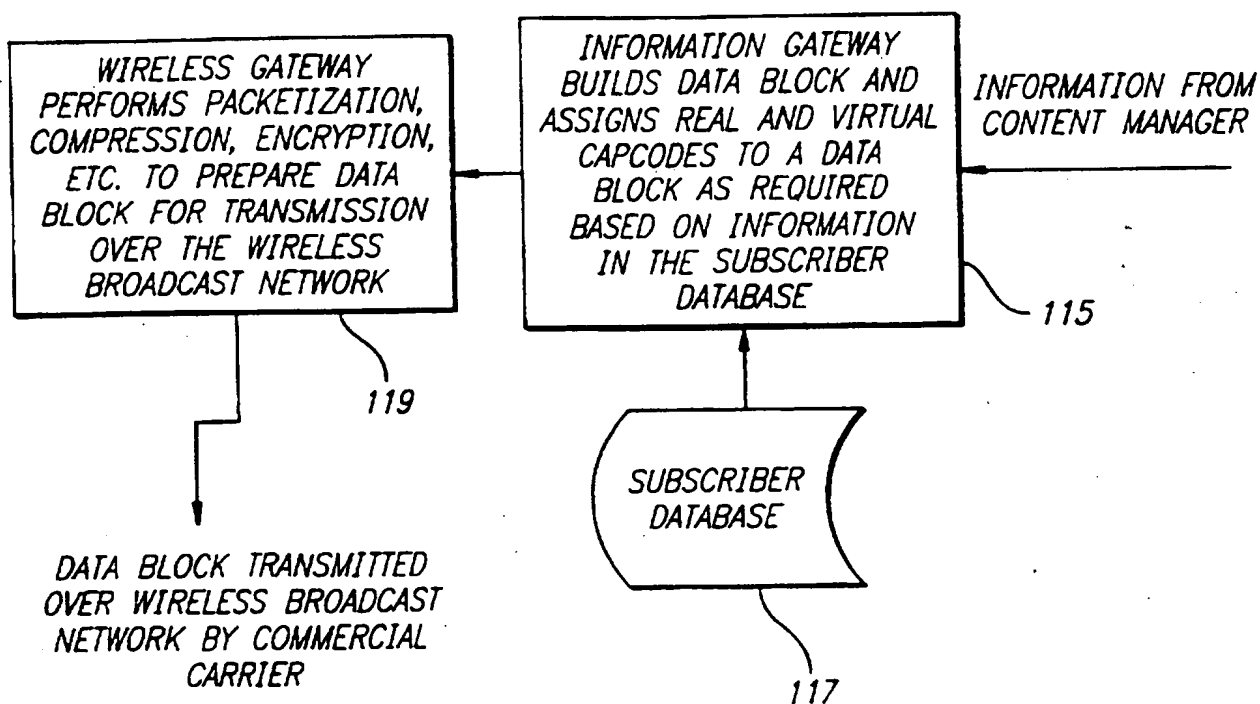 WIRELESS GATEWAY
PERFORMS PACKETIZATION,
COMPRESSION, ENCRYPTION,
ETC. TO PREPARE DATA
BLOCK FOR TRANSMISSION
OVER THE WIRELESS
BROADCAST NETWORK
119
INFORMATION GATEWAY
BUILDS DATA BLOCK AND
ASSIGNS REAL AND VIRTUAL
CAPCODES TO A DATA
BLOCK AS REQUIRED
BASED ON INFORMATION
IN THE SUBSCRIBER
DATABASE
115
INFORMATION FROM
CONTENT MANAGER
SUBSCRIBER
DATABASE
117
DATA BLOCK TRANSMITTED
OVER WIRELESS BROADCAST
NETWORK BY COMMERCIAL
CARRIER